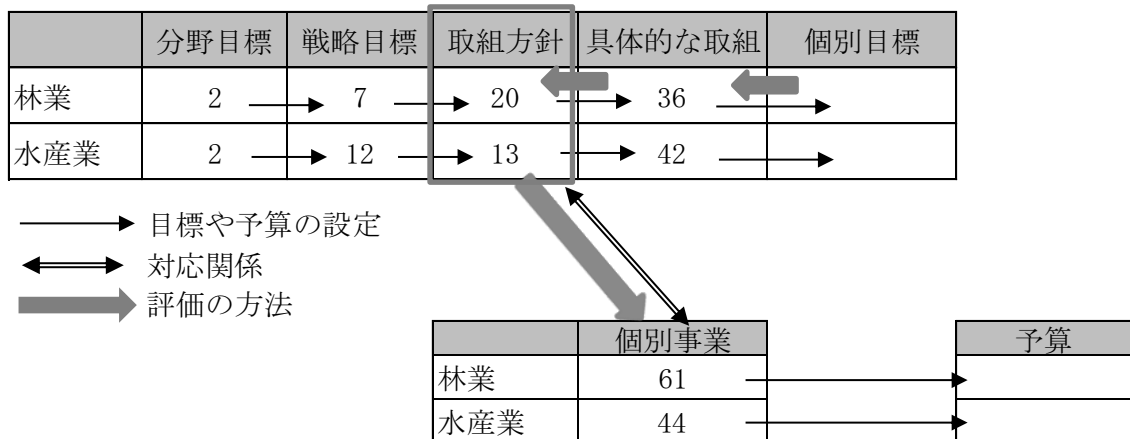 分野目標 戦略目標 取組方針 具体的な取組 個別目標
林業 2 7 20 36
水産業 2 12 13 42
目標や予算の設定
対応関係
評価の方法
個別事業 予算
林業 61
水産業 44